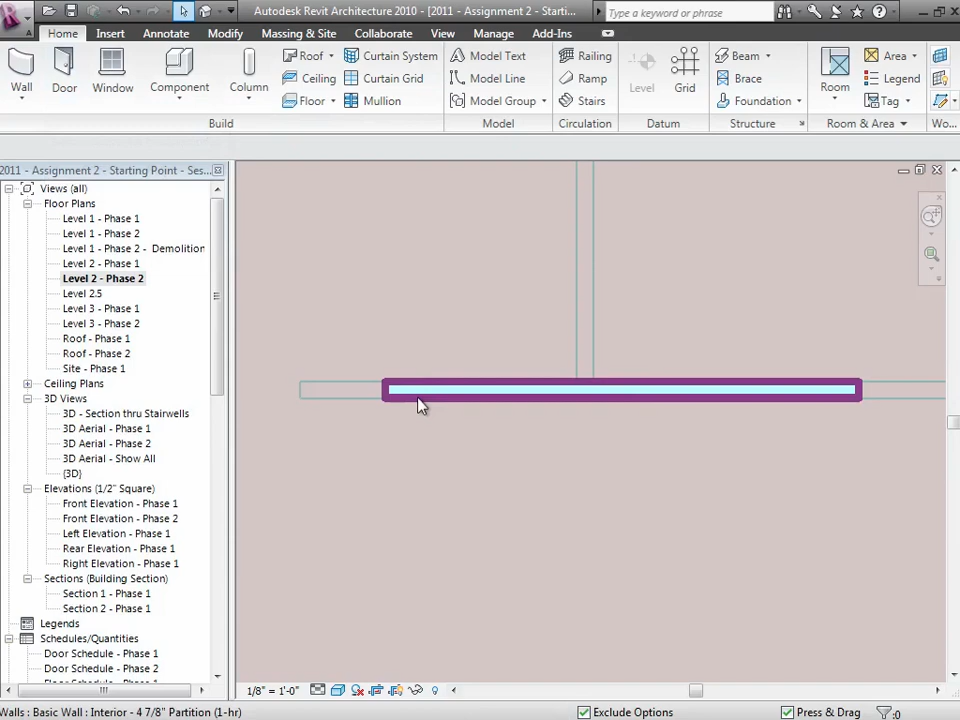 Autodesk Revit Architecture 2010 - [2011 - Assignment 2 - Starting Point - Sessi...
Type a keyword or phrase
Home Insert Annotate Modify Massing & Site Collaborate View Manage Add-Ins
Wall Door Window Component Column Roof Ceiling Floor Curtain System Curtain Grid Mullion
Model Text Model Line Model Group Railing Ramp Stairs Level Grid Beam Brace Foundation Room Area Legend Tag
Build Model Circulation Datum Structure Room & Area Wo...
2011 - Assignment 2 - Starting Point - Ses...
Views (all)
Floor Plans
Level 1 - Phase 1
Level 1 - Phase 2
Level 1 - Phase 2 - Demolition
Level 2 - Phase 1
Level 2 - Phase 2
Level 2.5
Level 3 - Phase 1
Level 3 - Phase 2
Roof - Phase 1
Roof - Phase 2
Site - Phase 1
Ceiling Plans
3D Views
3D - Section thru Stairwells
3D Aerial - Phase 1
3D Aerial - Phase 2
3D Aerial - Show All
{3D}
Elevations (1/2" Square)
Front Elevation - Phase 1
Front Elevation - Phase 2
Left Elevation - Phase 1
Rear Elevation - Phase 1
Right Elevation - Phase 1
Sections (Building Section)
Section 1 - Phase 1
Section 2 - Phase 1
Legends
Schedules/Quantities
Door Schedule - Phase 1
Door Schedule - Phase 2
1/8" = 1'-0"
Walls : Basic Wall : Interior - 4 7/8" Partition (1-hr)
Exclude Options
Press & Drag
:0